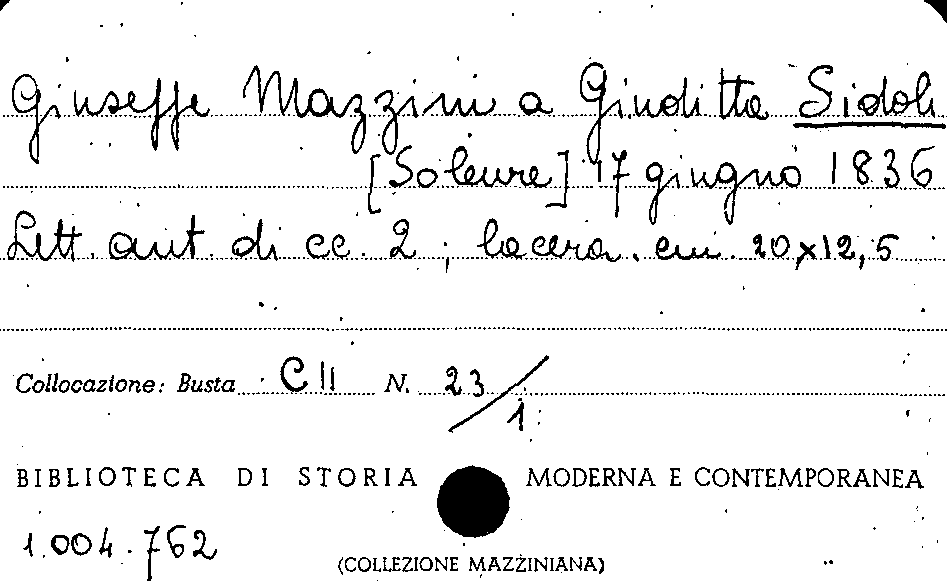 Giuseppe Mazzini a Giuditta Sidoli
[Soleure] 17 giugno 1836
Lett. aut. di cc. 2 ; lacera. cm. 20x12,5
Collocazione: Busta C II N. 23/1
BIBLIOTECA DI STORIA MODERNA E CONTEMPORANEA
1.004.762
(COLLEZIONE MAZZINIANA)